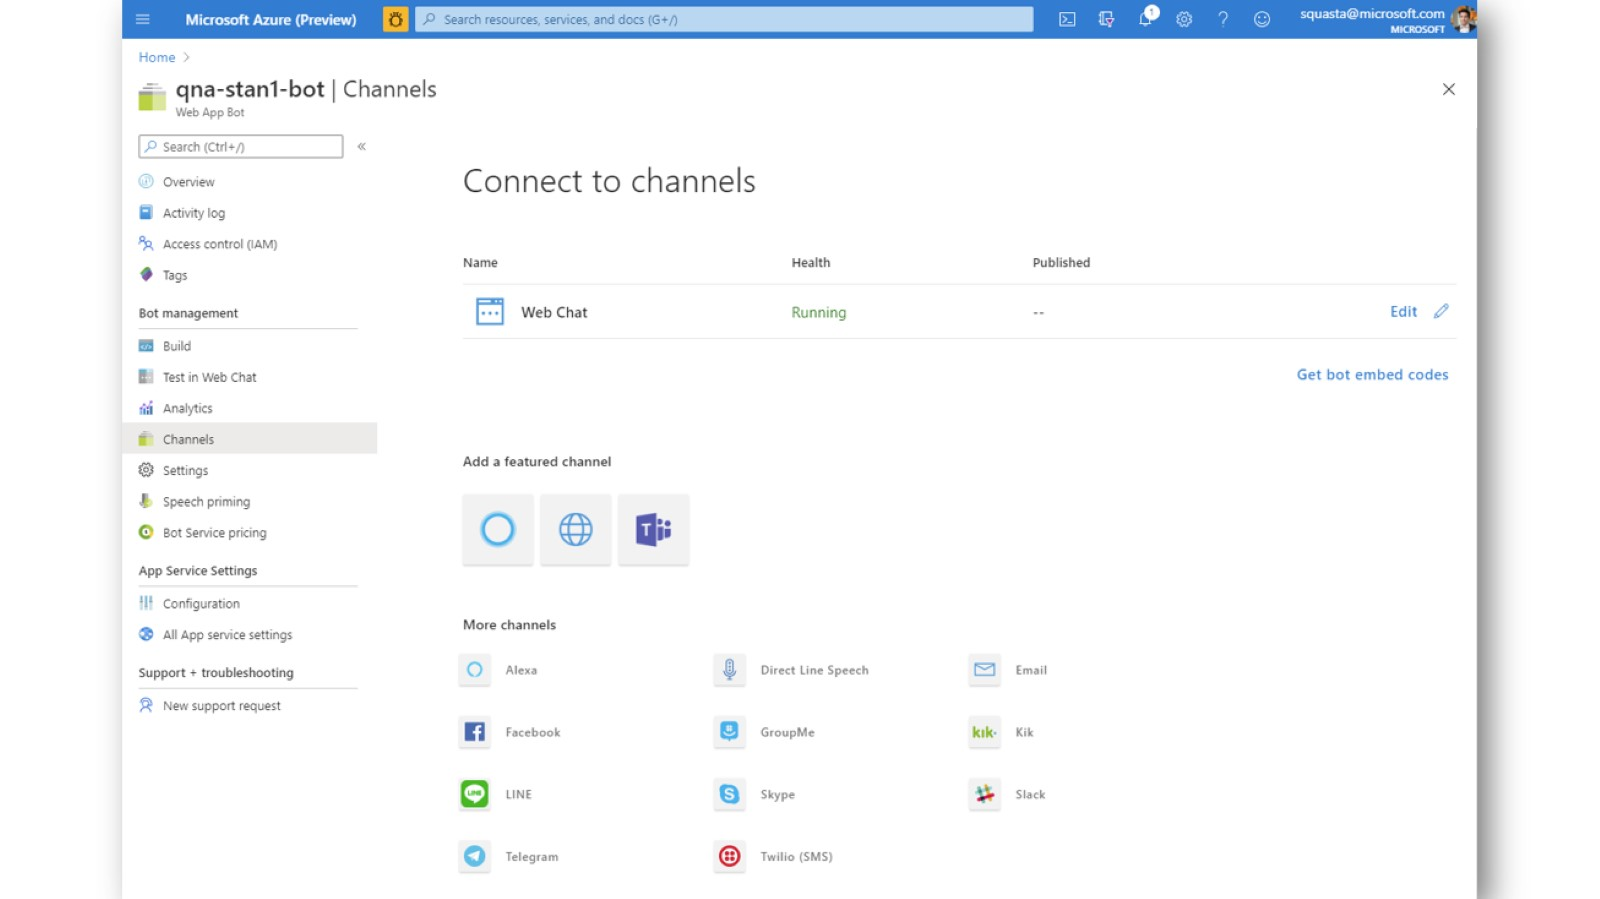 Microsoft Azure (Preview)
Search resources, services, and docs (G+/)
1
squasta@microsoft.com
MICROSOFT
Home
qna-stan1-bot | Channels
Web App Bot
Search (Ctrl+/)
Overview
Activity log
Access control (IAM)
Tags
Bot management
Build
Test in Web Chat
Analytics
Channels
Settings
Speech priming
Bot Service pricing
App Service Settings
Configuration
All App service settings
Support + troubleshooting
New support request
Connect to channels
Name Health Published
Web Chat Running -- Edit
Get bot embed codes
Add a featured channel
T
More channels
Alexa Direct Line Speech Email
Facebook GroupMe kik. Kik
LINE LINE Skype Slack
Telegram Twilio (SMS)